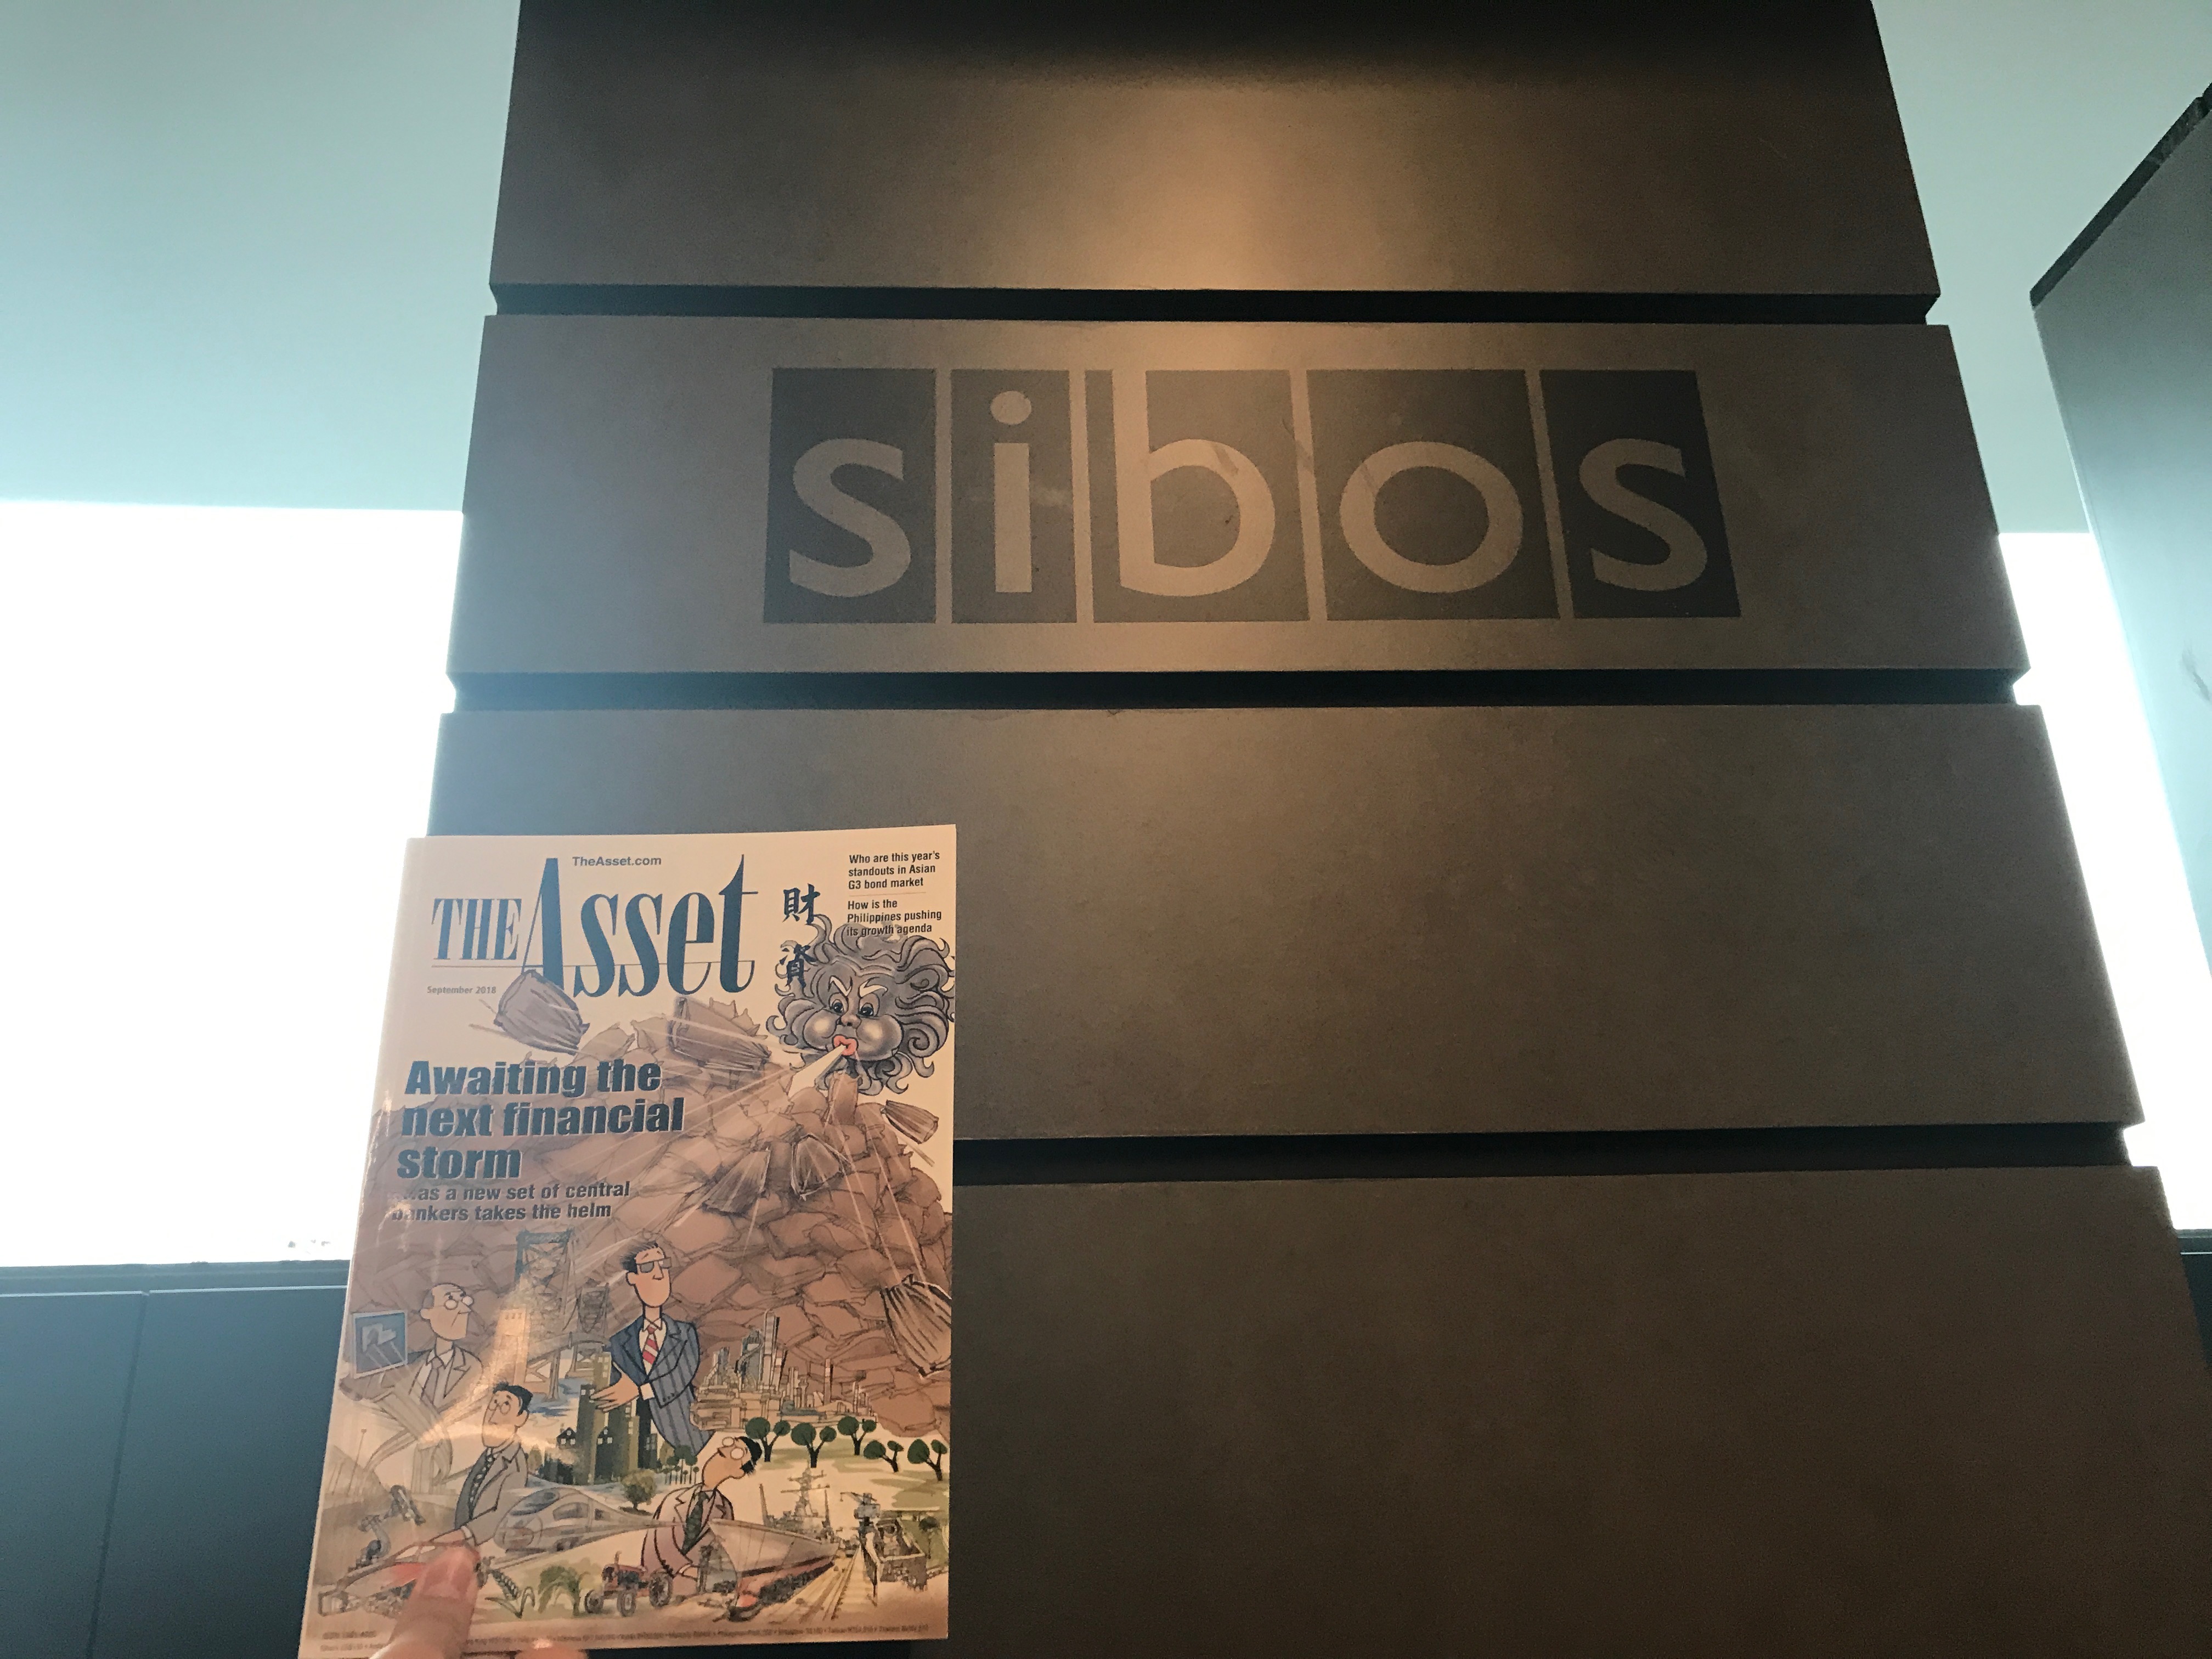 sibos
TheAsset.com
THE Asset
財
資
September 2018
Who are this year's
standouts in Asian
G3 bond market
How is the
Philippines pushing
its growth agenda
Awaiting the
next financial
storm
...as a new set of central
bankers takes the helm